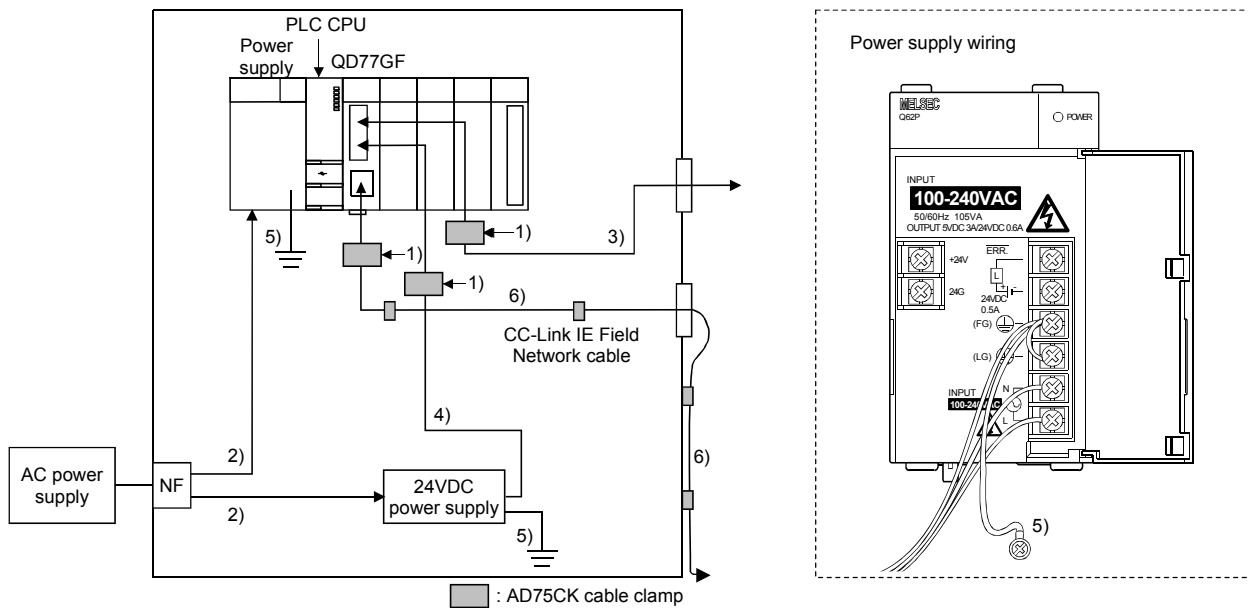 PLC CPU
Power
supply
QD77GF
5)
1)
1)
1)
3)
6)
CC-Link IE Field
Network cable
4)
2)
6)
AC power
supply
NF
2)
24VDC
power supply
5)
: AD75CK cable clamp
Power supply wiring
MELSEC
Q62P
POWER
INPUT
100-240VAC
50/60Hz 105VA
OUTPUT 5VDC 3A/24VDC 0.6A
+24V
24G
ERR.
L
+ -
24VDC
0.5A
(FG)
(LG)
INPUT
100-240VAC
N
L
5)